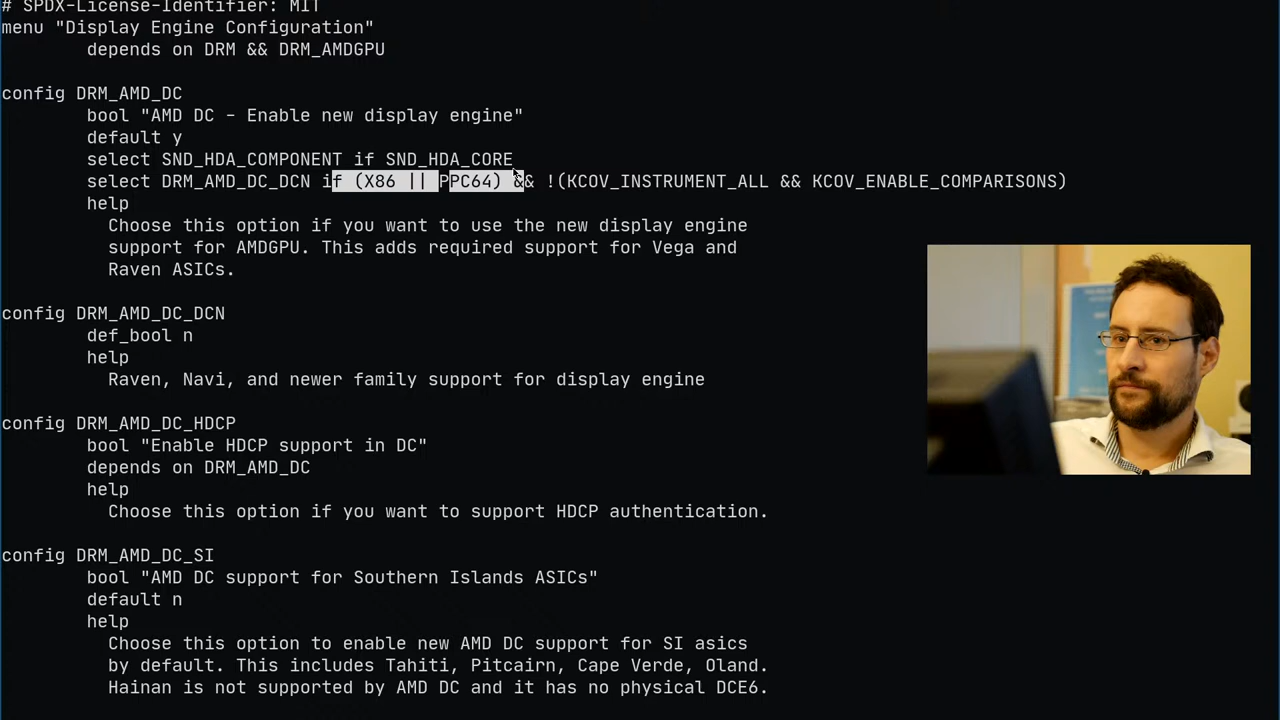 # SPDX-License-Identifier: MIT
menu "Display Engine Configuration"
depends on DRM && DRM_AMDGPU
config DRM_AMD_DC
bool "AMD DC - Enable new display engine"
default y
select SND_HDA_COMPONENT if SND_HDA_CORE
select DRM_AMD_DC_DCN if (X86 || PPC64) && !(KCOV_INSTRUMENT_ALL && KCOV_ENABLE_COMPARISONS)
help
Choose this option if you want to use the new display engine
support for AMDGPU. This adds required support for Vega and
Raven ASICs.
config DRM_AMD_DC_DCN
def_bool n
help
Raven, Navi, and newer family support for display engine
config DRM_AMD_DC_HDCP
bool "Enable HDCP support in DC"
depends on DRM_AMD_DC
help
Choose this option if you want to support HDCP authentication.
config DRM_AMD_DC_SI
bool "AMD DC support for Southern Islands ASICs"
default n
help
Choose this option to enable new AMD DC support for SI asics
by default. This includes Tahiti, Pitcairn, Cape Verde, Oland.
Hainan is not supported by AMD DC and it has no physical DCE6.